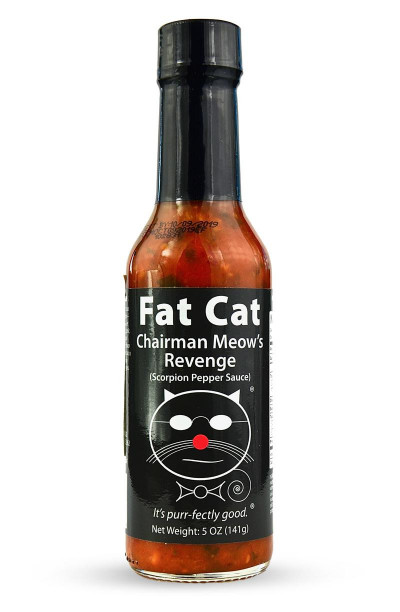 Fat Cat
Chairman Meow's
Revenge
(Scorpion Pepper Sauce)
®
It's purr-fectly good.®
Net Weight: 5 OZ (141g)